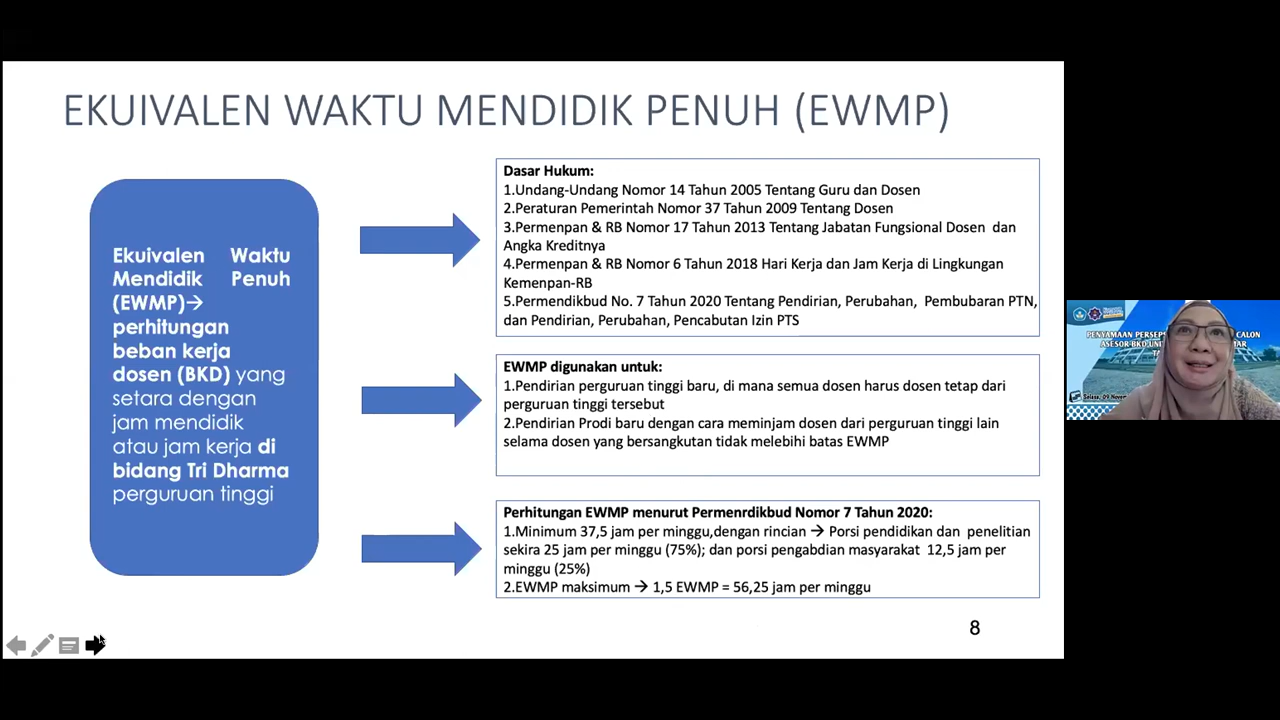 EKUIVALEN WAKTU MENDIDIK PENUH (EWMP)
Ekuivalen Waktu
Mendidik Penuh
(EWMP)→
perhitungan
beban kerja
dosen (BKD) yang
setara dengan
jam mendidik
atau jam kerja di
bidang Tri Dharma
perguruan tinggi
Dasar Hukum:
1.Undang-Undang Nomor 14 Tahun 2005 Tentang Guru dan Dosen
2.Peraturan Pemerintah Nomor 37 Tahun 2009 Tentang Dosen
3.Permenpan & RB Nomor 17 Tahun 2013 Tentang Jabatan Fungsional Dosen dan
Angka Kreditnya
4.Permenpan & RB Nomor 6 Tahun 2018 Hari Kerja dan Jam Kerja di Lingkungan
Kemenpan-RB
5.Permendikbud No. 7 Tahun 2020 Tentang Pendirian, Perubahan, Pembubaran PTN,
dan Pendirian, Perubahan, Pencabutan Izin PTS
EWMP digunakan untuk:
1.Pendirian perguruan tinggi baru, di mana semua dosen harus dosen tetap dari
perguruan tinggi tersebut
2.Pendirian Prodi baru dengan cara meminjam dosen dari perguruan tinggi lain
selama dosen yang bersangkutan tidak melebihi batas EWMP
Perhitungan EWMP menurut Permenrdikbud Nomor 7 Tahun 2020:
1.Minimum 37,5 jam per minggu,dengan rincian → Porsi pendidikan dan penelitian
sekira 25 jam per minggu (75%); dan porsi pengabdian masyarakat 12,5 jam per
minggu (25%)
2.EWMP maksimum → 1,5 EWMP = 56,25 jam per minggu
8
PENYAMAAN CALON
ASESOR BKD
Selasa, 09